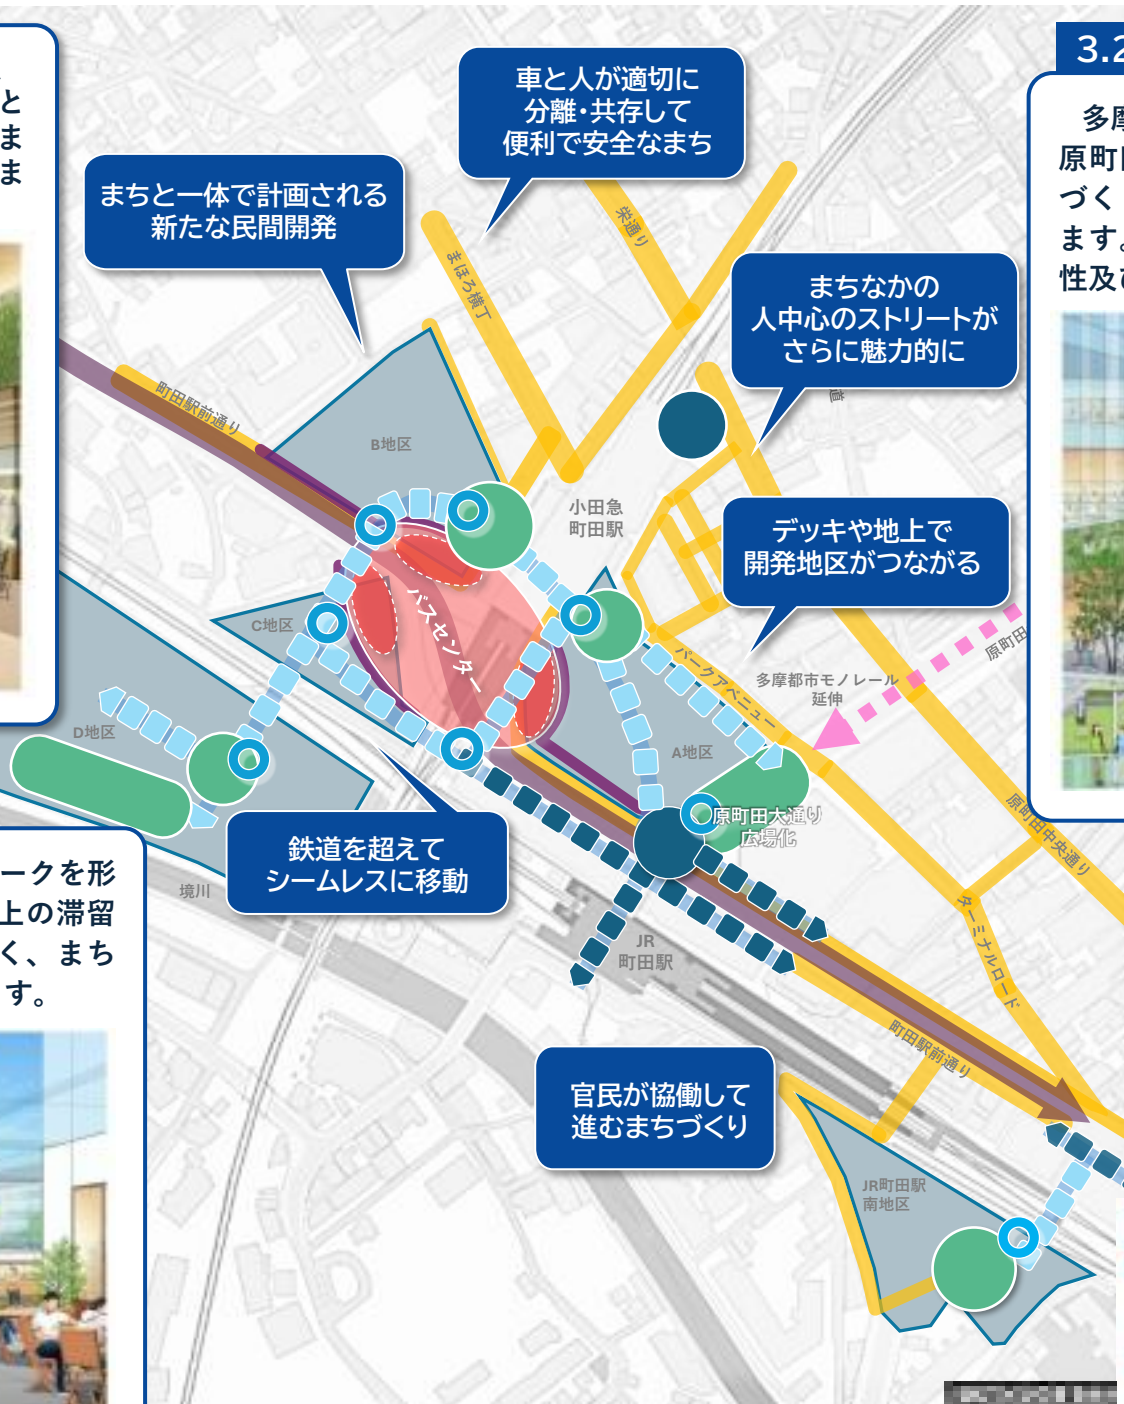 と
ま
ま
車と人が適切に
分離・共存して
便利で安全なまち
まちと一体で計画される
新たな民間開発
3.2
多摩
原町田
づく
ます。
性及び
栄通り
まほろ横丁
まちなかの
人中心のストリートが
さらに魅力的に
道
町田駅前通り
B地区
小田急
町田駅
デッキや地上で
開発地区がつながる
バスセンター
C地区
原町田
パークアベニュー
多摩都市モノレール
延伸
D地区
A地区
原町田大通り
広場化
原町田中央通り
鉄道を超えて
シームレスに移動
境川
ークを形
上の滞留
く、まち
す。
ターミナルロード
JR
町田駅
町田駅前通り
官民が協働して
進むまちづくり
JR町田駅
南地区